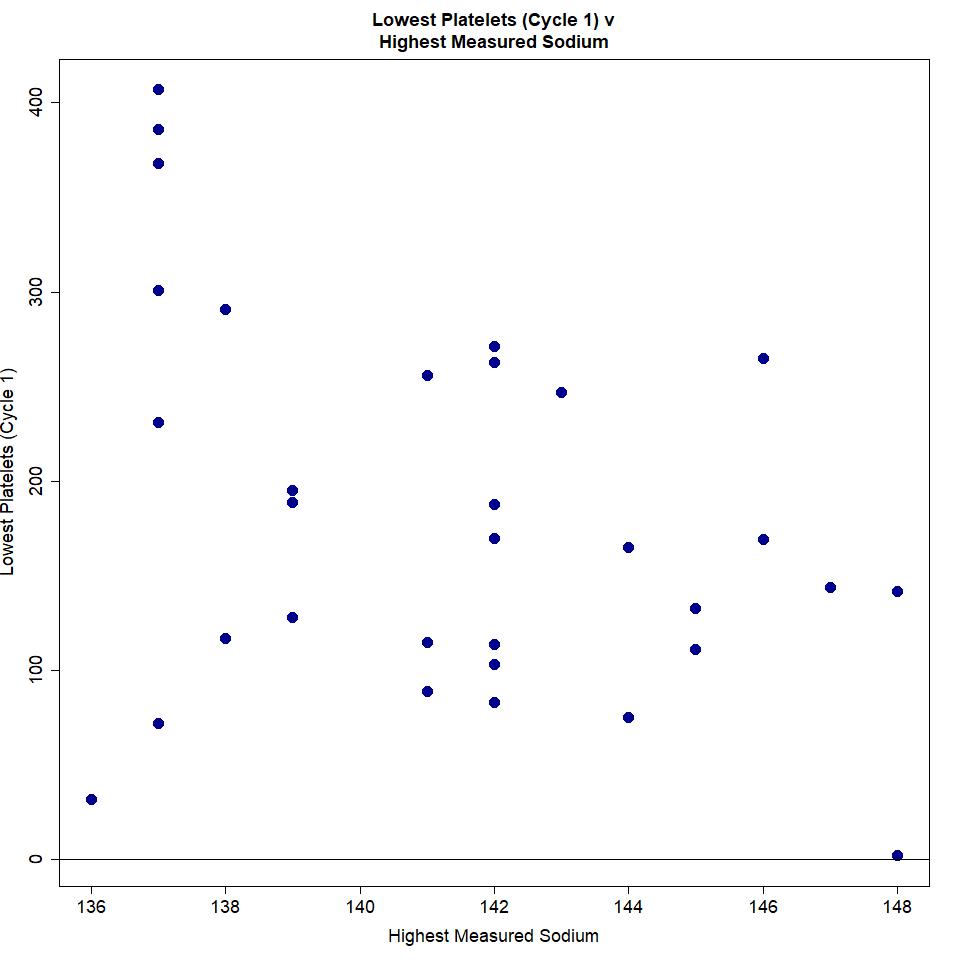 Lowest Platelets (Cycle 1) v
Highest Measured Sodium
400
300
200
100
0
Lowest Platelets (Cycle 1)
136 138 140 142 144 146 148
Highest Measured Sodium